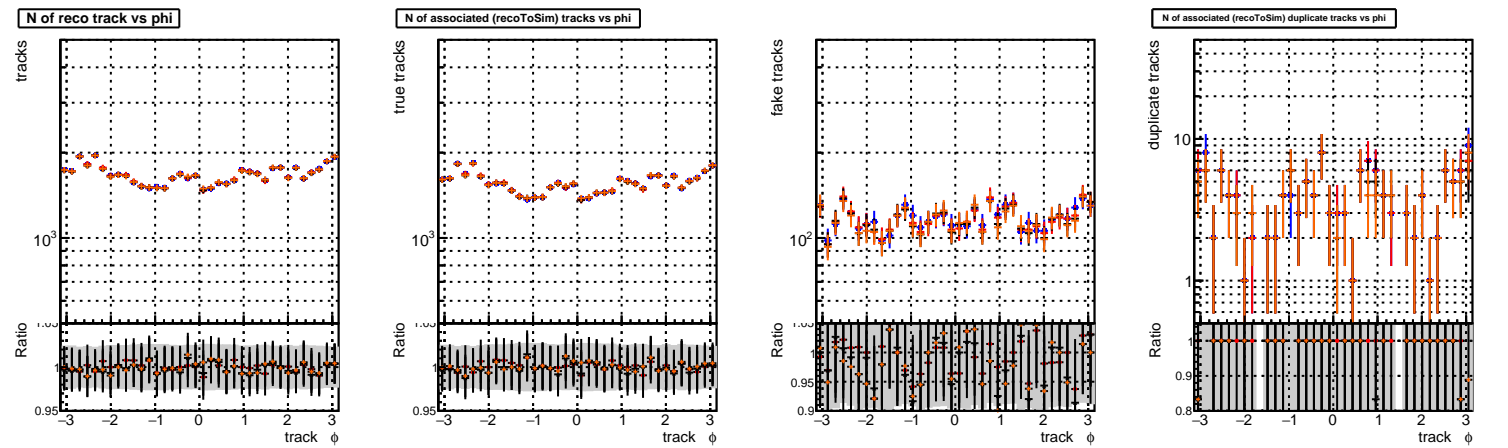 N of reco track vs phi
tracks
10³
Ratio
1.05
1
0.95
−3 −2 −1 0 1 2 3
track ϕ
N of associated (recoToSim) tracks vs phi
true tracks
10³
Ratio
1.05
1
0.95
−3 −2 −1 0 1 2 3
track ϕ
fake tracks
10²
Ratio
1
0.95
0.9
−3 −2 −1 0 1 2 3
track ϕ
N of associated (recoToSim) duplicate tracks vs phi
duplicate tracks
10
1
Ratio
1
0.9
0.8
−3 −2 −1 0 1 2 3
track ϕ